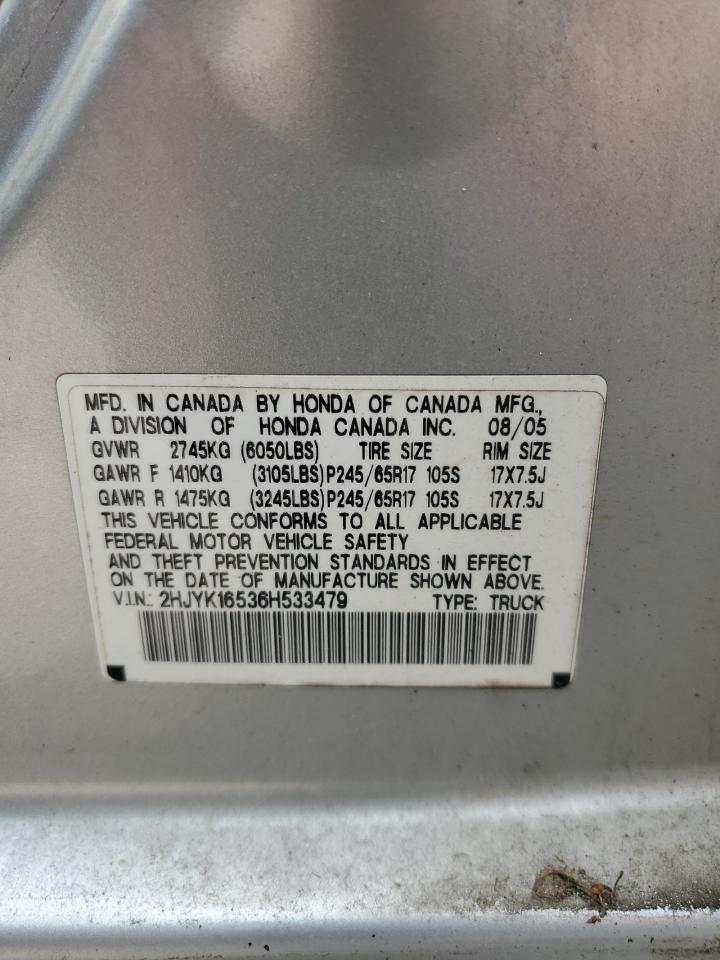 MFD. IN CANADA BY HONDA OF CANADA MFG.,
A DIVISION OF HONDA CANADA INC. 08/05
GVWR 2745KG (6050LBS) TIRE SIZE RIM SIZE
GAWR F 1410KG (3105LBS) P245/65R17 105S 17X7.5J
GAWR R 1475KG (3245LBS) P245/65R17 105S 17X7.5J
THIS VEHICLE CONFORMS TO ALL APPLICABLE
FEDERAL MOTOR VEHICLE SAFETY
AND THEFT PREVENTION STANDARDS IN EFFECT
ON THE DATE OF MANUFACTURE SHOWN ABOVE.
V.I.N.: 2HJYK16536H533479 TYPE: TRUCK